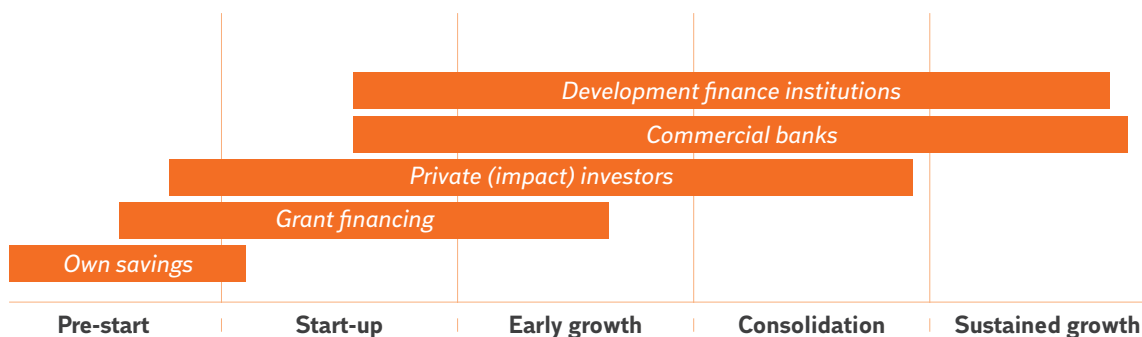 Development finance institutions
Commercial banks
Private (impact) investors
Grant financing
Own savings
Pre-start
Start-up
Early growth
Consolidation
Sustained growth